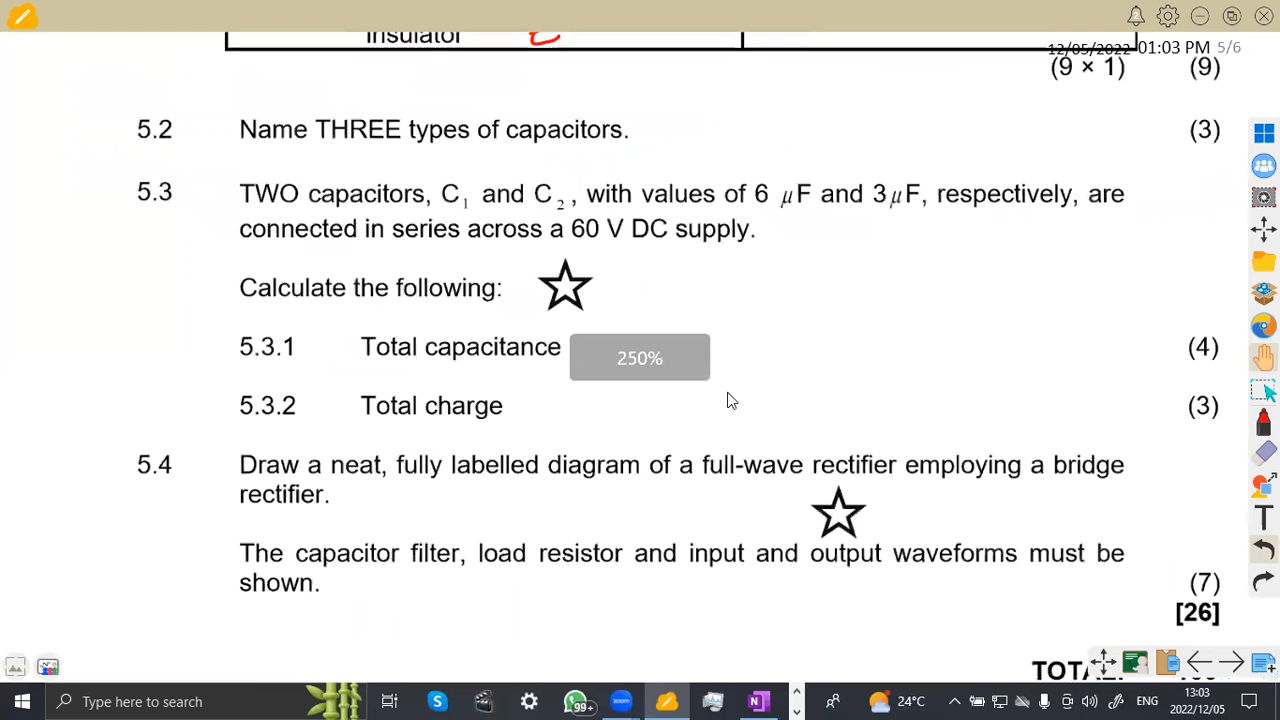 insulator
12/05/2022 01:03 PM 5/6
(9 × 1) (9)
5.2 Name THREE types of capacitors. (3)
5.3 TWO capacitors, C1 and C2, with values of 6 μF and 3μF, respectively, are
connected in series across a 60 V DC supply.
Calculate the following:
5.3.1 Total capacitance (4)
250%
5.3.2 Total charge (3)
5.4 Draw a neat, fully labelled diagram of a full-wave rectifier employing a bridge
rectifier.
The capacitor filter, load resistor and input and output waveforms must be
shown. (7)
[26]
Type here to search
99+
zoom
24°C
ENG
13:03
2022/12/05